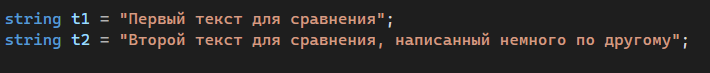 string t1 = "Первый текст для сравнения";
string t2 = "Второй текст для сравнения, написанный немного по другому";